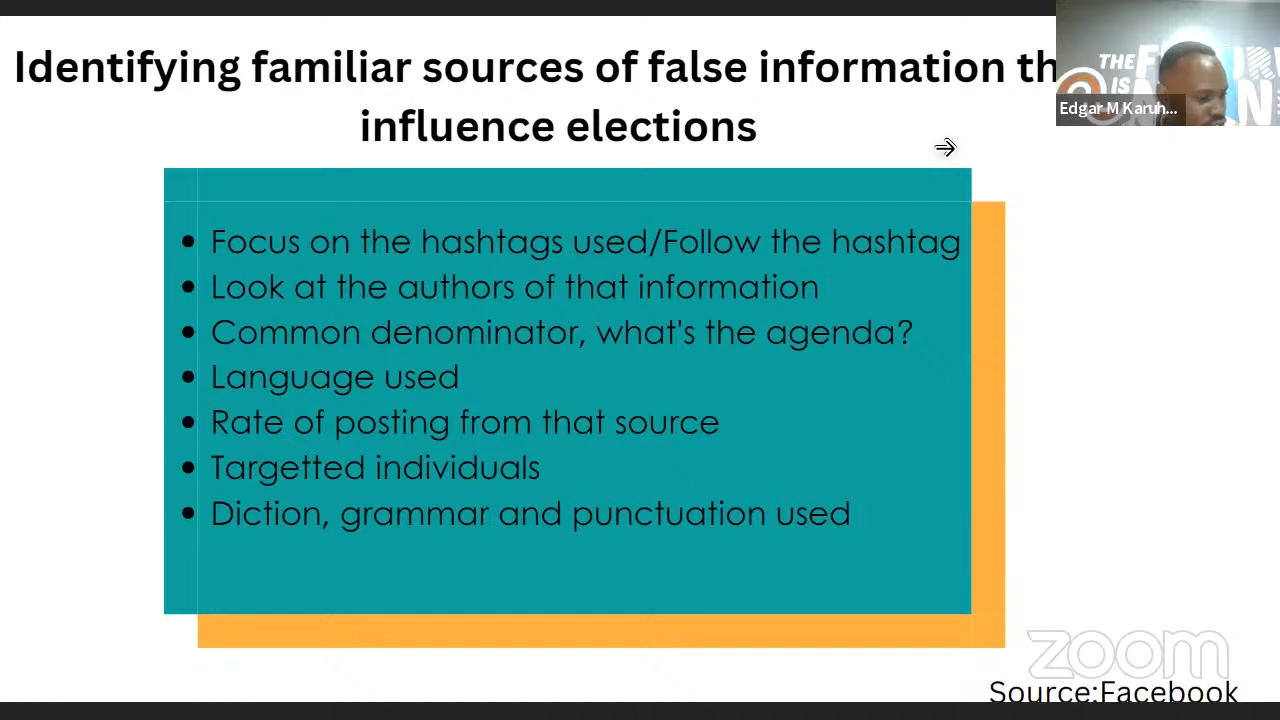 Identifying familiar sources of false information th
influence elections
THE
IS
Edgar M Karuh...
• Focus on the hashtags used/Follow the hashtag
• Look at the authors of that information
• Common denominator, what's the agenda?
• Language used
• Rate of posting from that source
• Targetted individuals
• Diction, grammar and punctuation used
zoom
Source:Facebook